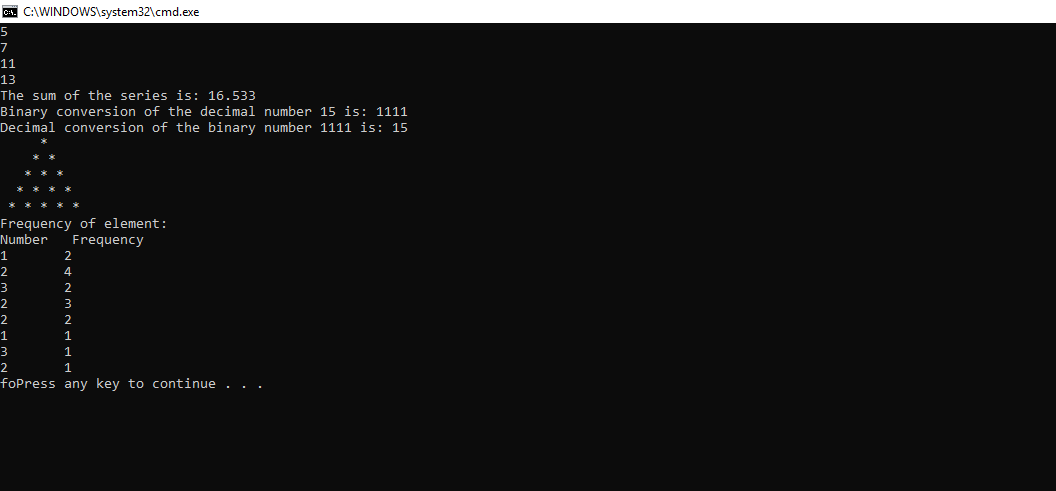 C:\WINDOWS\system32\cmd.exe
5
7
11
13
The sum of the series is: 16.533
Binary conversion of the decimal number 15 is: 1111
Decimal conversion of the binary number 1111 is: 15
     *
    * *
   * * *
  * * * *
 * * * * *
Frequency of element:
Number   Frequency
1       2
2       4
3       2
2       3
2       2
1       1
3       1
2       1
foPress any key to continue . . .